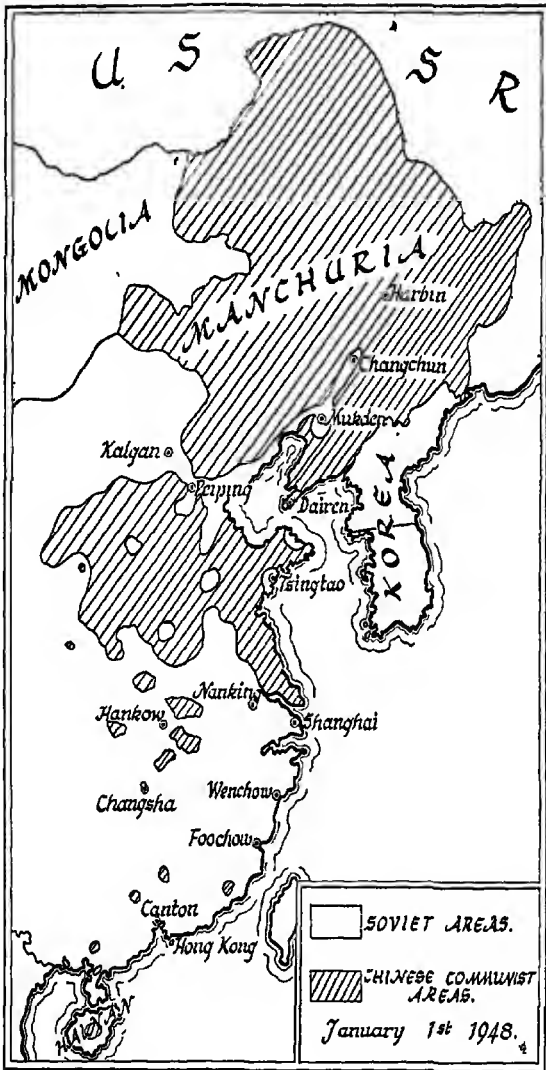 U. S S R
MONGOLIA
MANCHURIA
Harbin
Changchun
Mukden
Kalgan
Peiping
Dairen
KOREA
Tsingtao
Nanking
Hankow
Shanghai
Changsha
Wenchow
Foochow
Canton
Hong Kong
HAINAN
SOVIET AREAS.
CHINESE COMMUNIST
AREAS.
January 1st 1948.